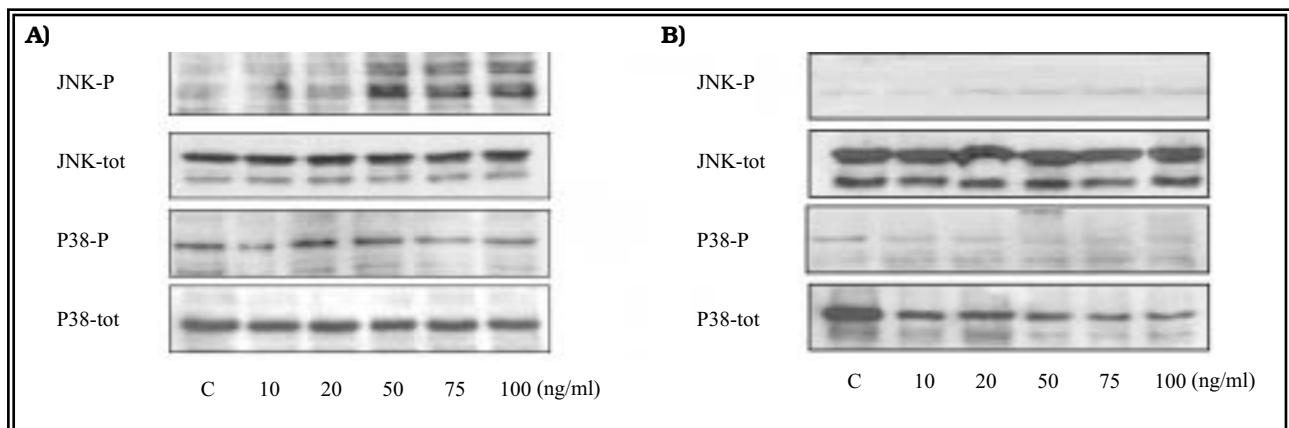 A)
JNK-P
JNK-tot
P38-P
P38-tot
C 10 20 50 75 100 (ng/ml)
B)
JNK-P
JNK-tot
P38-P
P38-tot
C 10 20 50 75 100 (ng/ml)